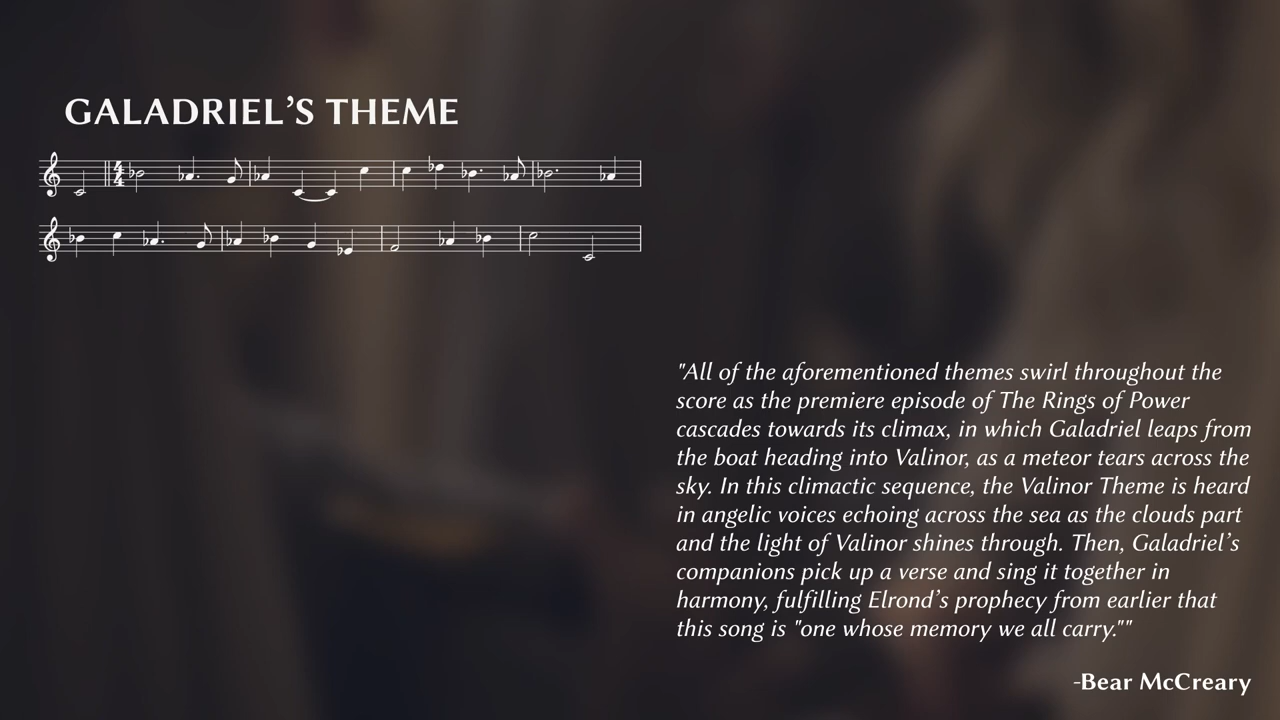 GALADRIEL’S THEME
4
4
"All of the aforementioned themes swirl throughout the
score as the premiere episode of The Rings of Power
cascades towards its climax, in which Galadriel leaps from
the boat heading into Valinor, as a meteor tears across the
sky. In this climactic sequence, the Valinor Theme is heard
in angelic voices echoing across the sea as the clouds part
and the light of Valinor shines through. Then, Galadriel’s
companions pick up a verse and sing it together in
harmony, fulfilling Elrond’s prophecy from earlier that
this song is "one whose memory we all carry.""
-Bear McCreary